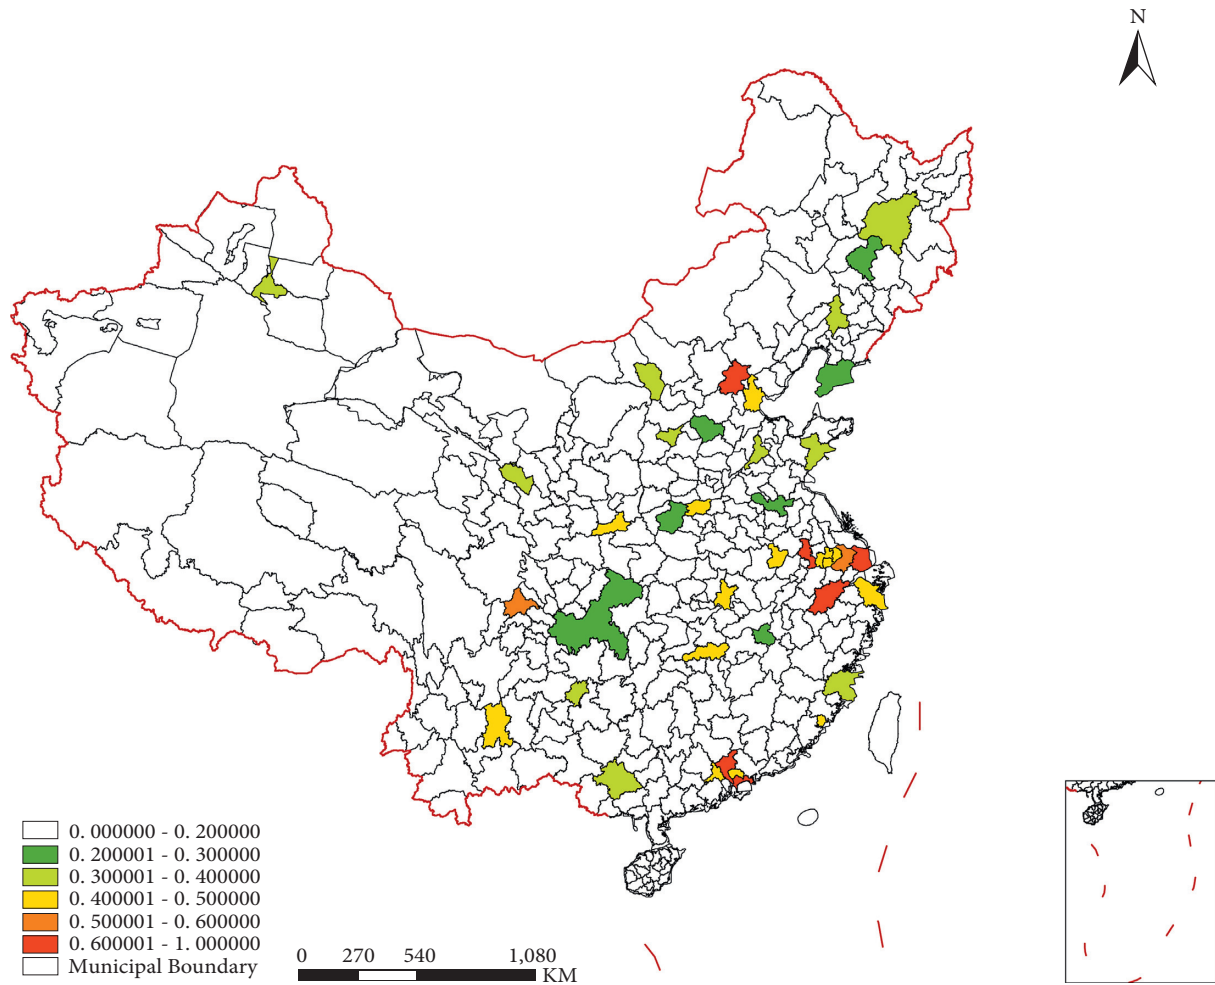 N
0. 000000 - 0. 200000
0. 200001 - 0. 300000
0. 300001 - 0. 400000
0. 400001 - 0. 500000
0. 500001 - 0. 600000
0. 600001 - 1. 000000
Municipal Boundary
0 270 540 1,080
KM